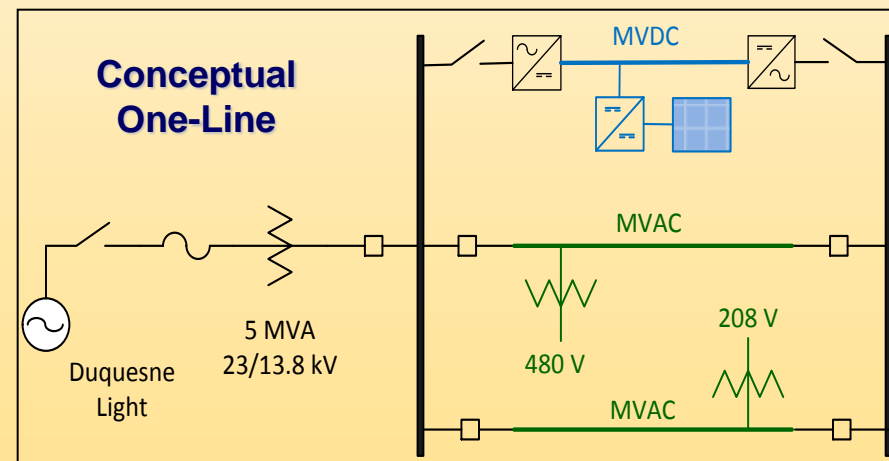 Conceptual
One-Line
MVDC
MVAC
5 MVA
23/13.8 kV
Duquesne
Light
480 V
208 V
MVAC